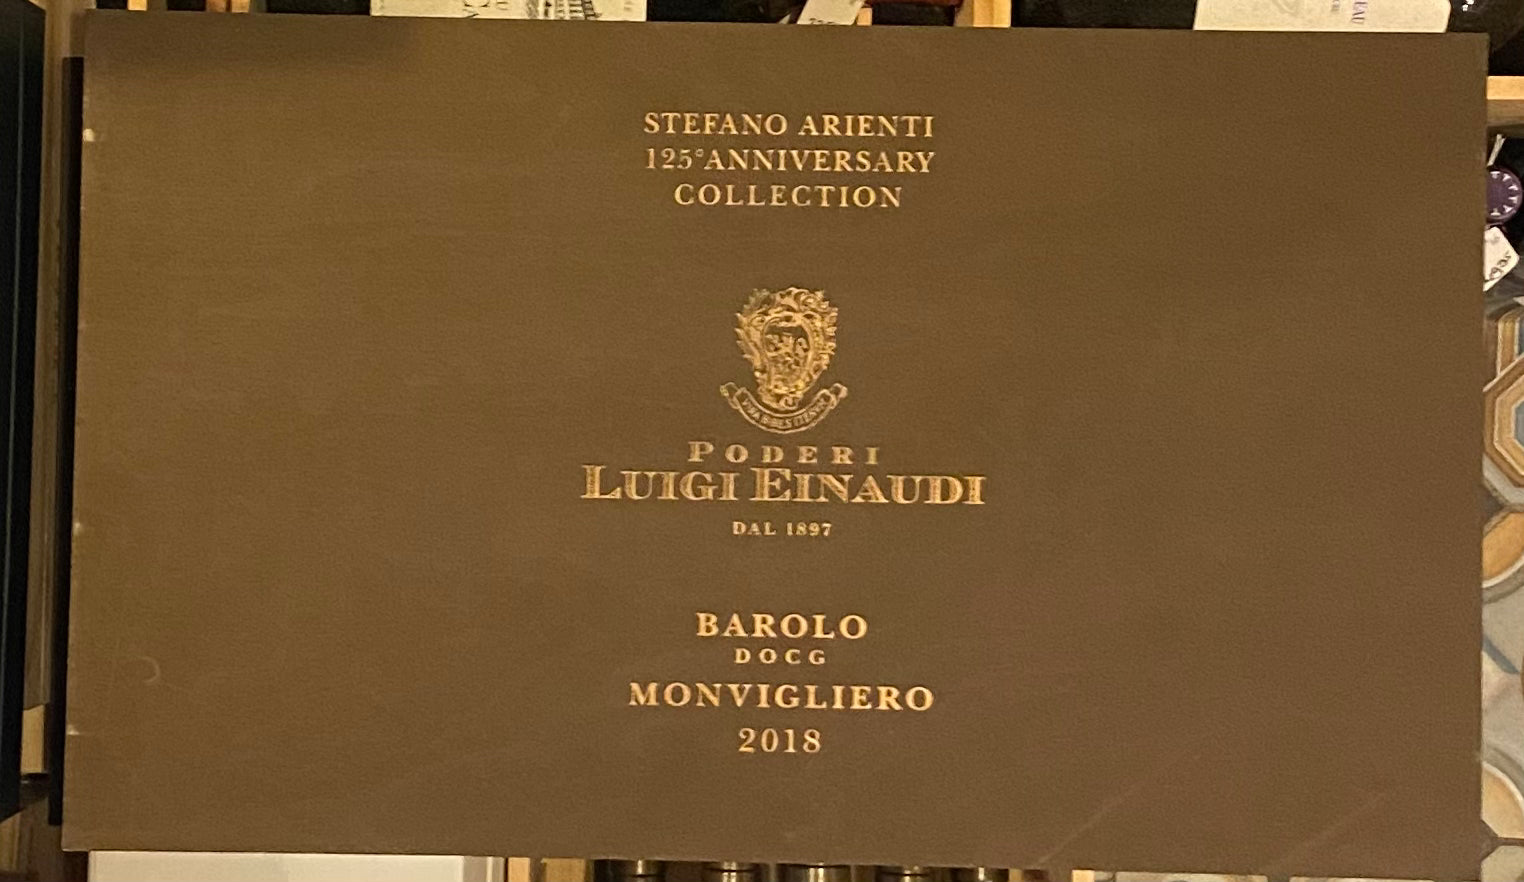 STEFANO ARIENTI
125°ANNIVERSARY
COLLECTION
PODERI
LUIGI EINAUDI
DAL 1897
BAROLO
DOCG
MONVIGLIERO
2018